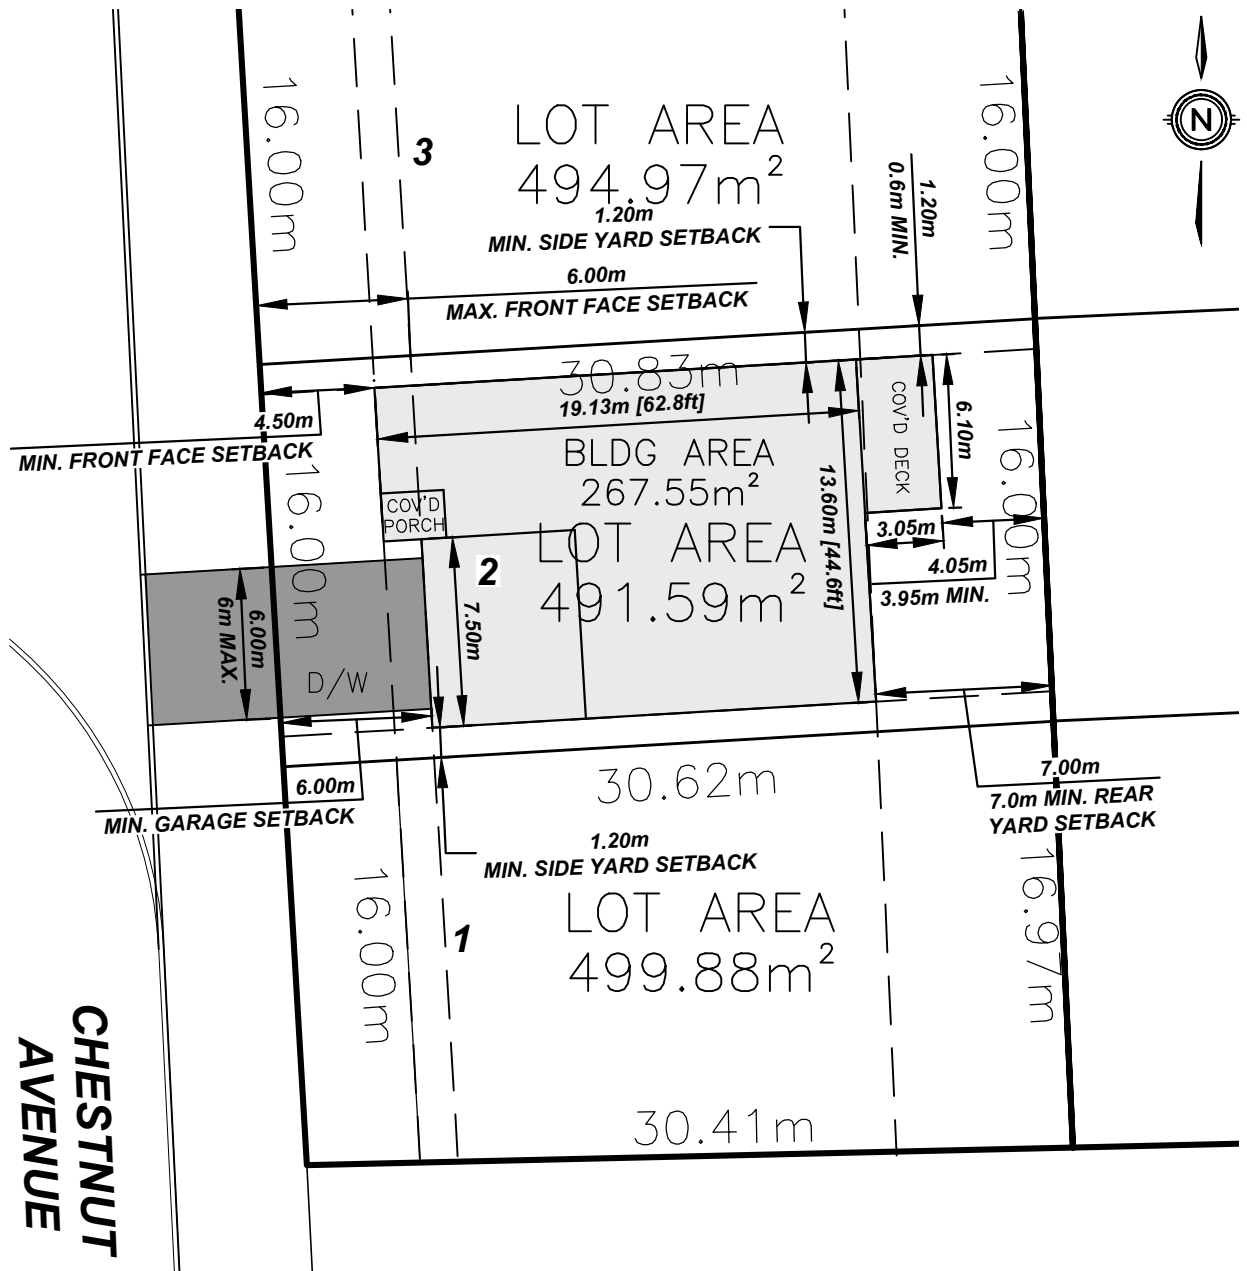 16.00m
3
LOT AREA
494.97m²
16.00m
N
1.20m
0.6m MIN.
1.20m
MIN. SIDE YARD SETBACK
6.00m
MAX. FRONT FACE SETBACK
30.83m
19.13m [62.8ft]
4.50m
MIN. FRONT FACE SETBACK
COV'D DECK
6.10m
BLDG AREA
267.55m²
COV'D
PORCH
16.00m
13.60m [44.6ft]
16.00m
LOT AREA
491.59m²
2
3.05m
4.05m
3.95m MIN.
7.50m
6.00m
6m MAX.
D/W
6.00m
MIN. GARAGE SETBACK
30.62m
7.00m
7.0m MIN. REAR
YARD SETBACK
1.20m
MIN. SIDE YARD SETBACK
16.00m
1
LOT AREA
499.88m²
16.97m
30.41m
CHESTNUT
AVENUE